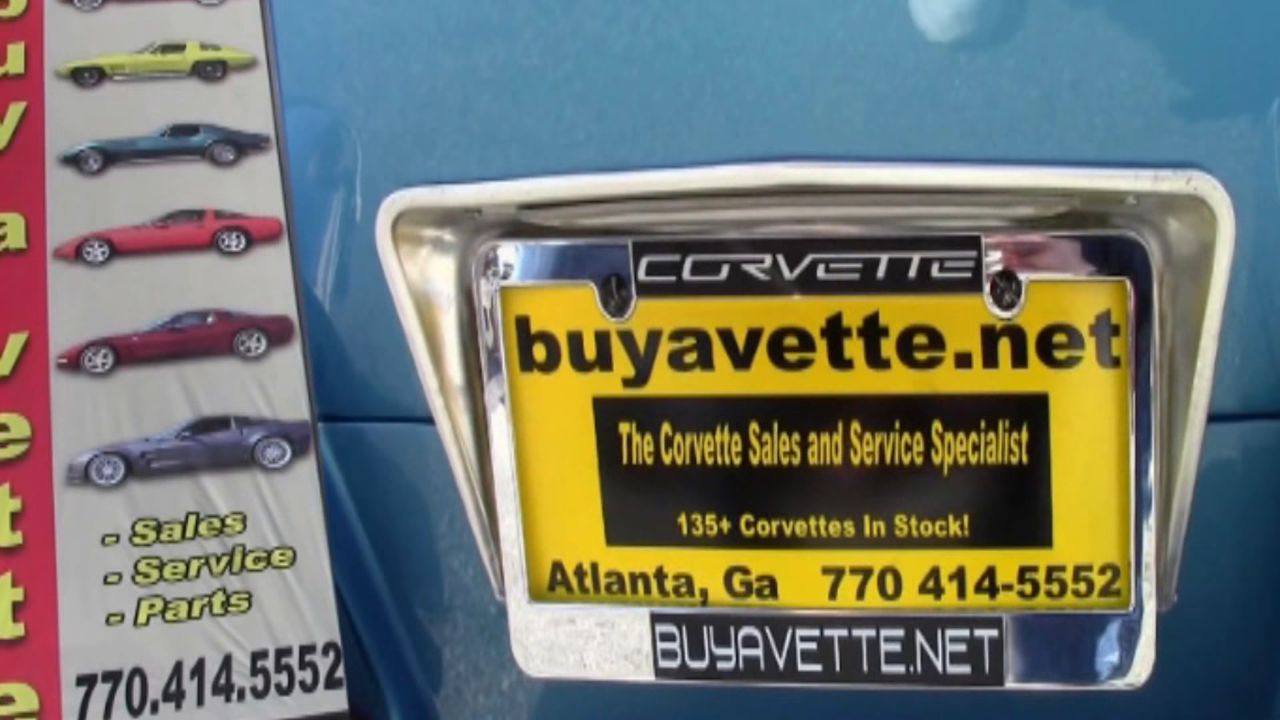 buyavette
- Sales
- Service
- Parts
770.414.5552
CORVETTE
buyavette.net
The Corvette Sales and Service Specialist
135+ Corvettes In Stock!
Atlanta, Ga 770 414-5552
BUYAVETTE.NET